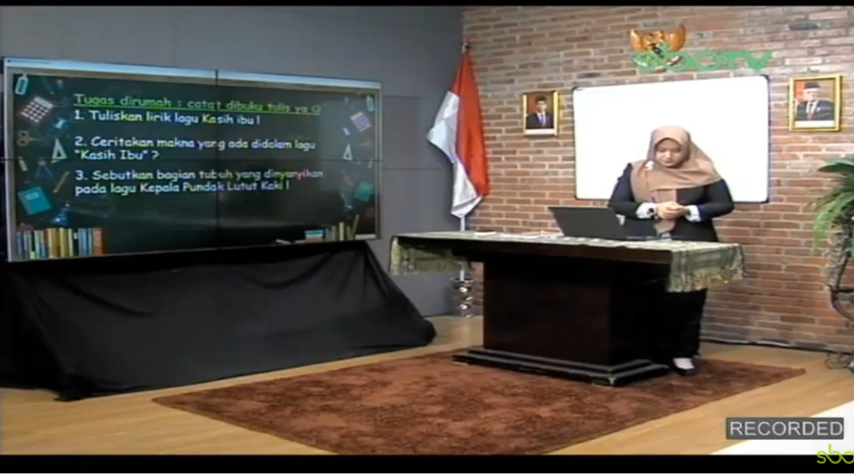 Tugas dirumah : catat dibuku tulis ya
1. Tuliskan lirik lagu Kasih ibu !
2. Ceritakan makna yang ada didalam lagu
"Kasih Ibu" ?
3. Sebutkan bagian tubuh yang dinyanyikan
pada lagu Kepala Pundak Lutut Kaki !
sbotv
RECORDED
sbo